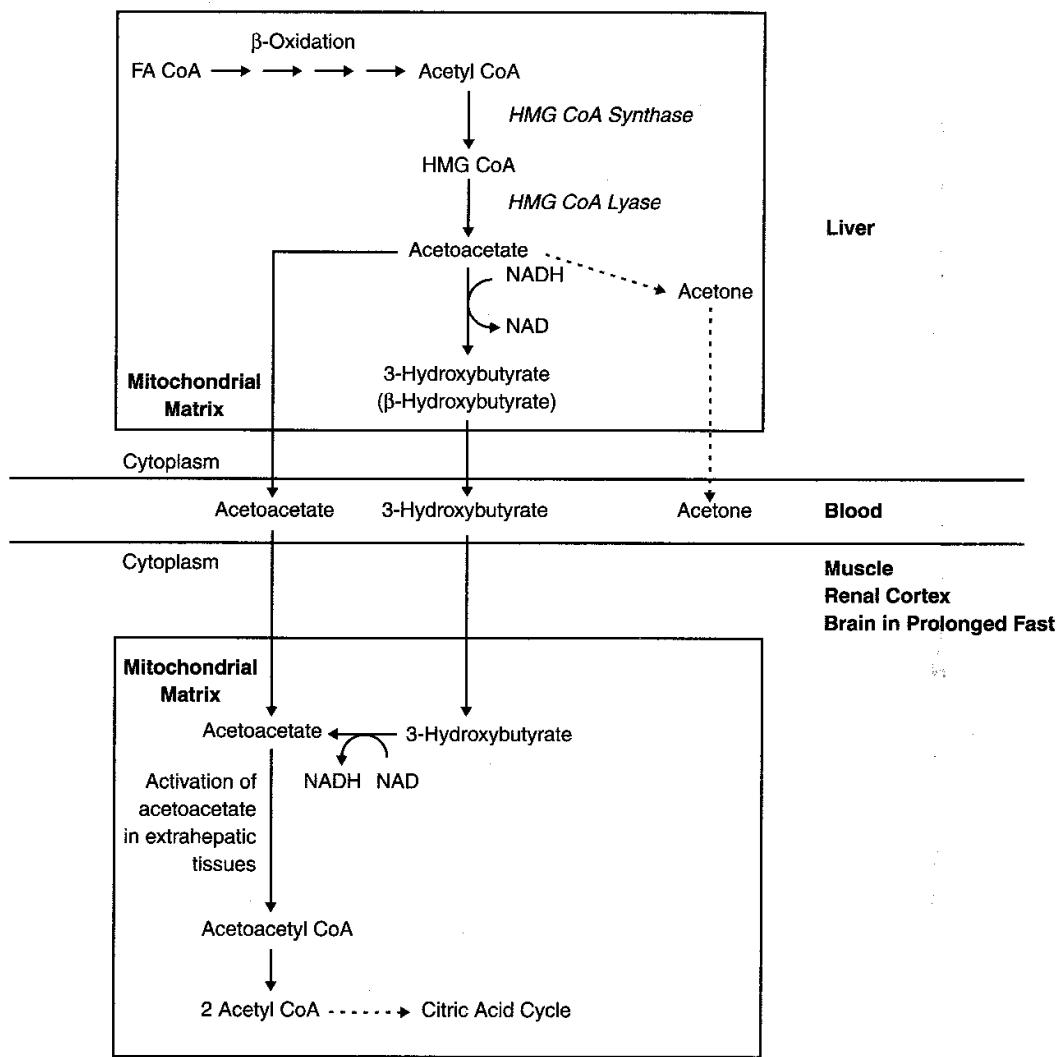 β-Oxidation
FA CoA
Acetyl CoA
HMG CoA Synthase
HMG CoA
HMG CoA Lyase
Liver
Acetoacetate
NADH
Acetone
NAD
3-Hydroxybutyrate
(β-Hydroxybutyrate)
Mitochondrial
Matrix
Cytoplasm
Acetoacetate
3-Hydroxybutyrate
Acetone
Blood
Cytoplasm
Muscle
Renal Cortex
Brain in Prolonged Fast
Mitochondrial
Matrix
Acetoacetate
3-Hydroxybutyrate
NADH
NAD
Activation of
acetoacetate
in extrahepatic
tissues
Acetoacetyl CoA
2 Acetyl CoA
Citric Acid Cycle